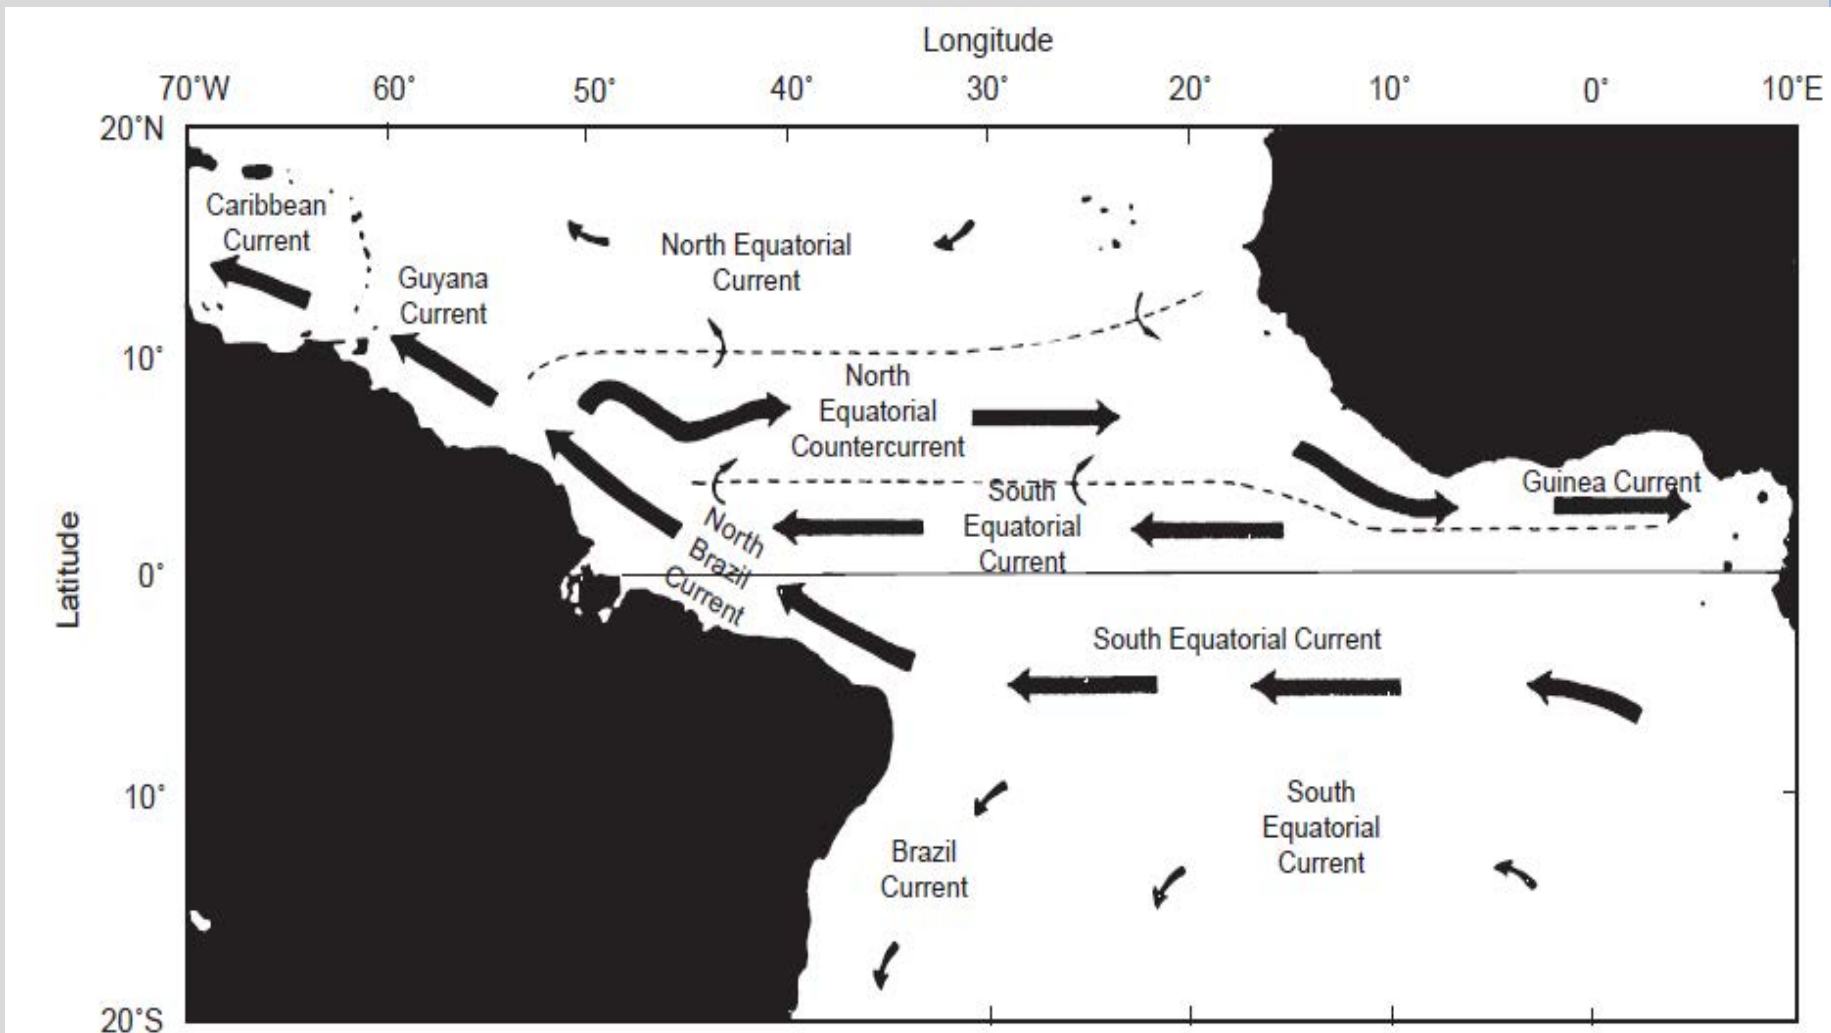 Longitude
70˚W 60˚ 50˚ 40˚ 30˚ 20˚ 10˚ 0˚ 10˚E
20˚N
Caribbean
Current
Guyana
Current
North Equatorial
Current
10˚
North
Equatorial
Countercurrent
Guinea Current
South
Equatorial
Current
North
Brazil
Current
Latitude
0˚
South Equatorial Current
10˚
South
Equatorial
Current
Brazil
Current
20˚S